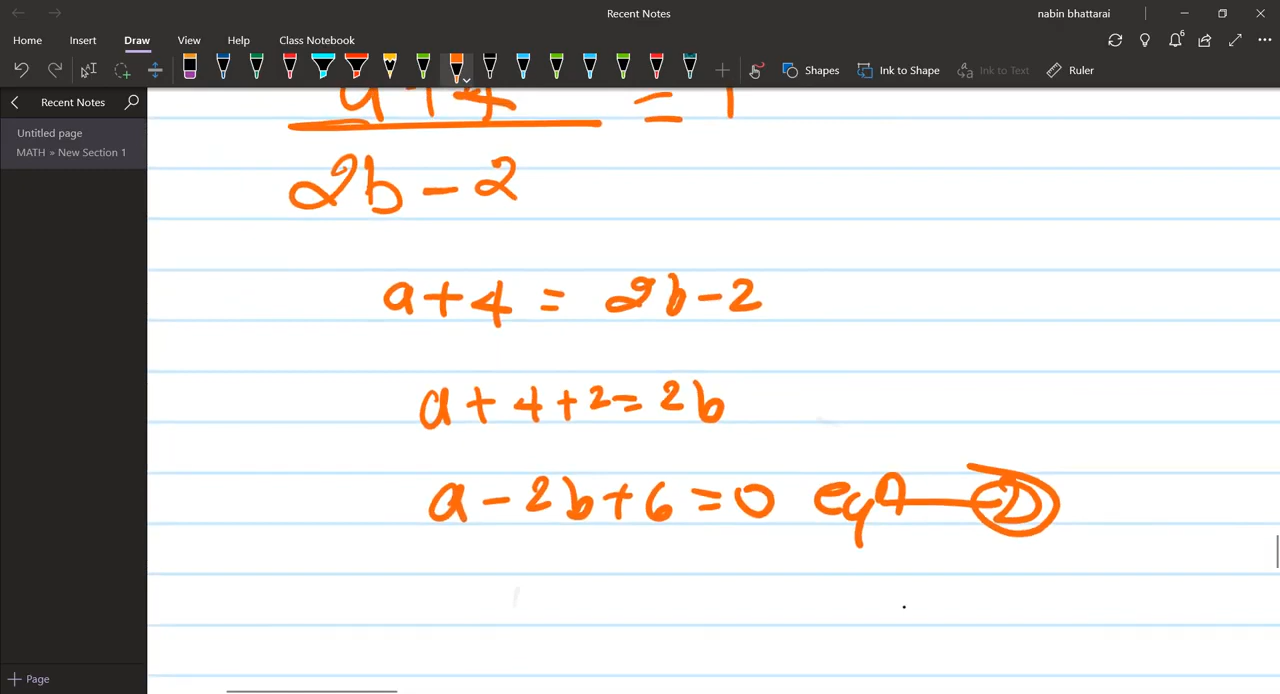 Recent Notes
nabin bhattarai
Home Insert Draw View Help Class Notebook
6
Shapes Ink to Shape Ink to Text Ruler
Recent Notes
Untitled page
MATH » New Section 1
a+4 = 1
2b - 2
a+4 = 2b-2
a+4+2=2b
a-2b+6=0 eqn 2
Page